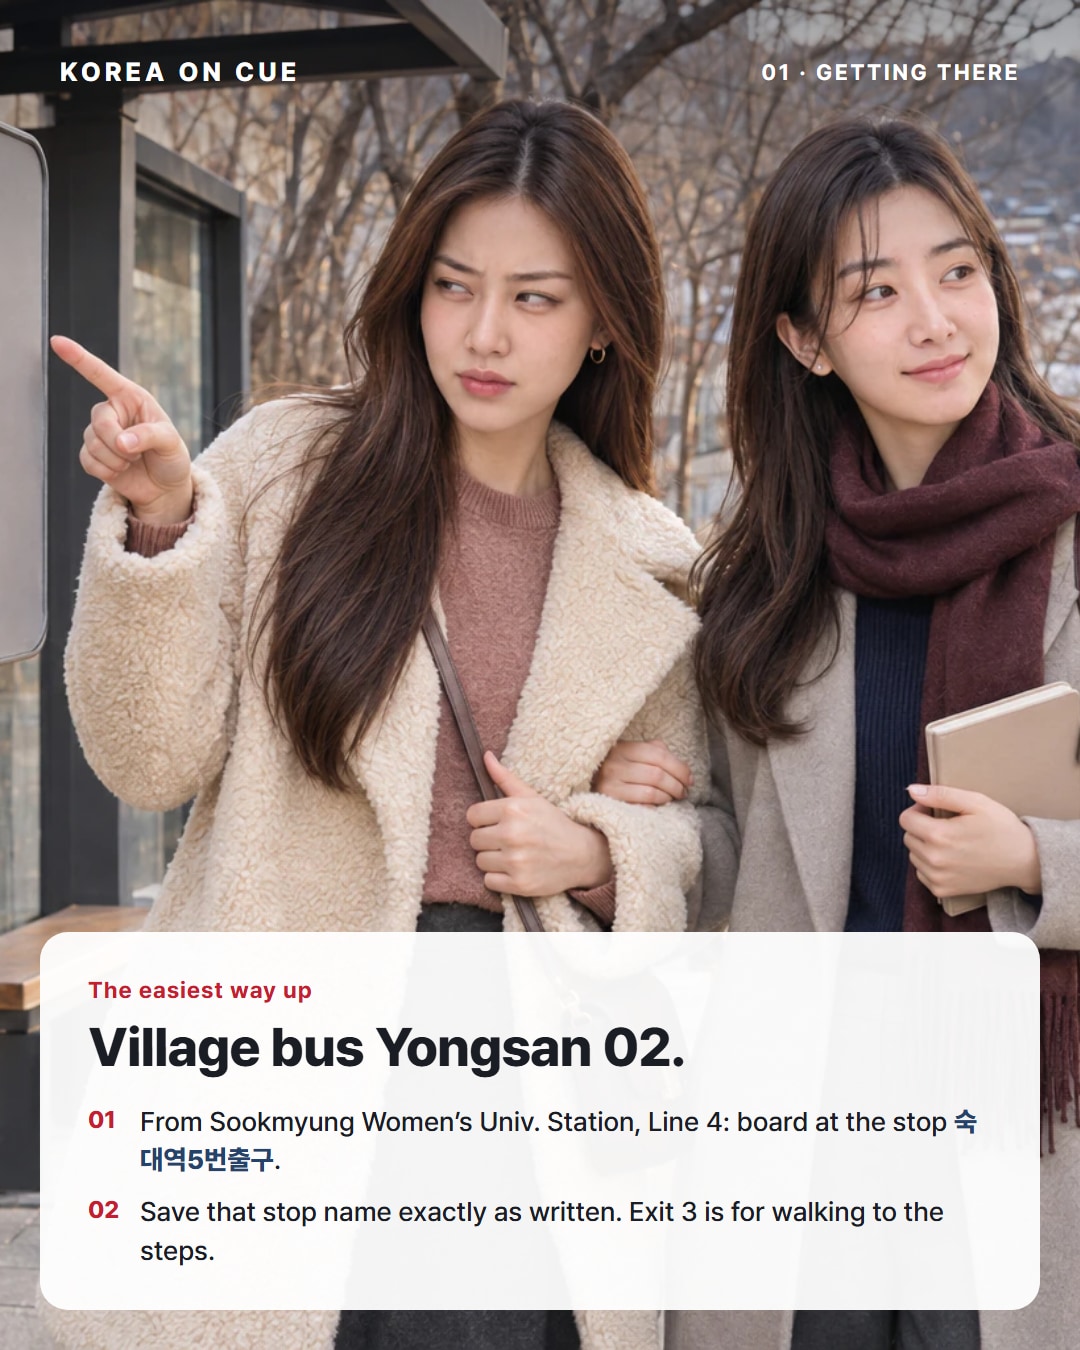 KOREA ON CUE
01 · GETTING THERE
The easiest way up
Village bus Yongsan 02.
01 From Sookmyung Women’s Univ. Station, Line 4: board at the stop 숙
대역5번출구.
02 Save that stop name exactly as written. Exit 3 is for walking to the
steps.